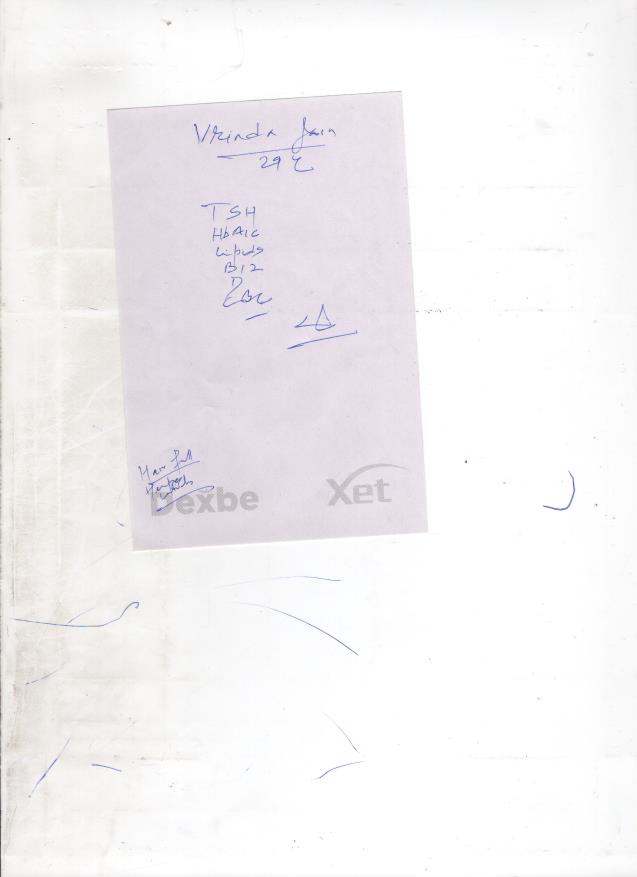 Vrinda Jain
29 Y
TSH
HbA1c
Lipids
B12
D
CBC
Hair fall
Dexbe
Xet